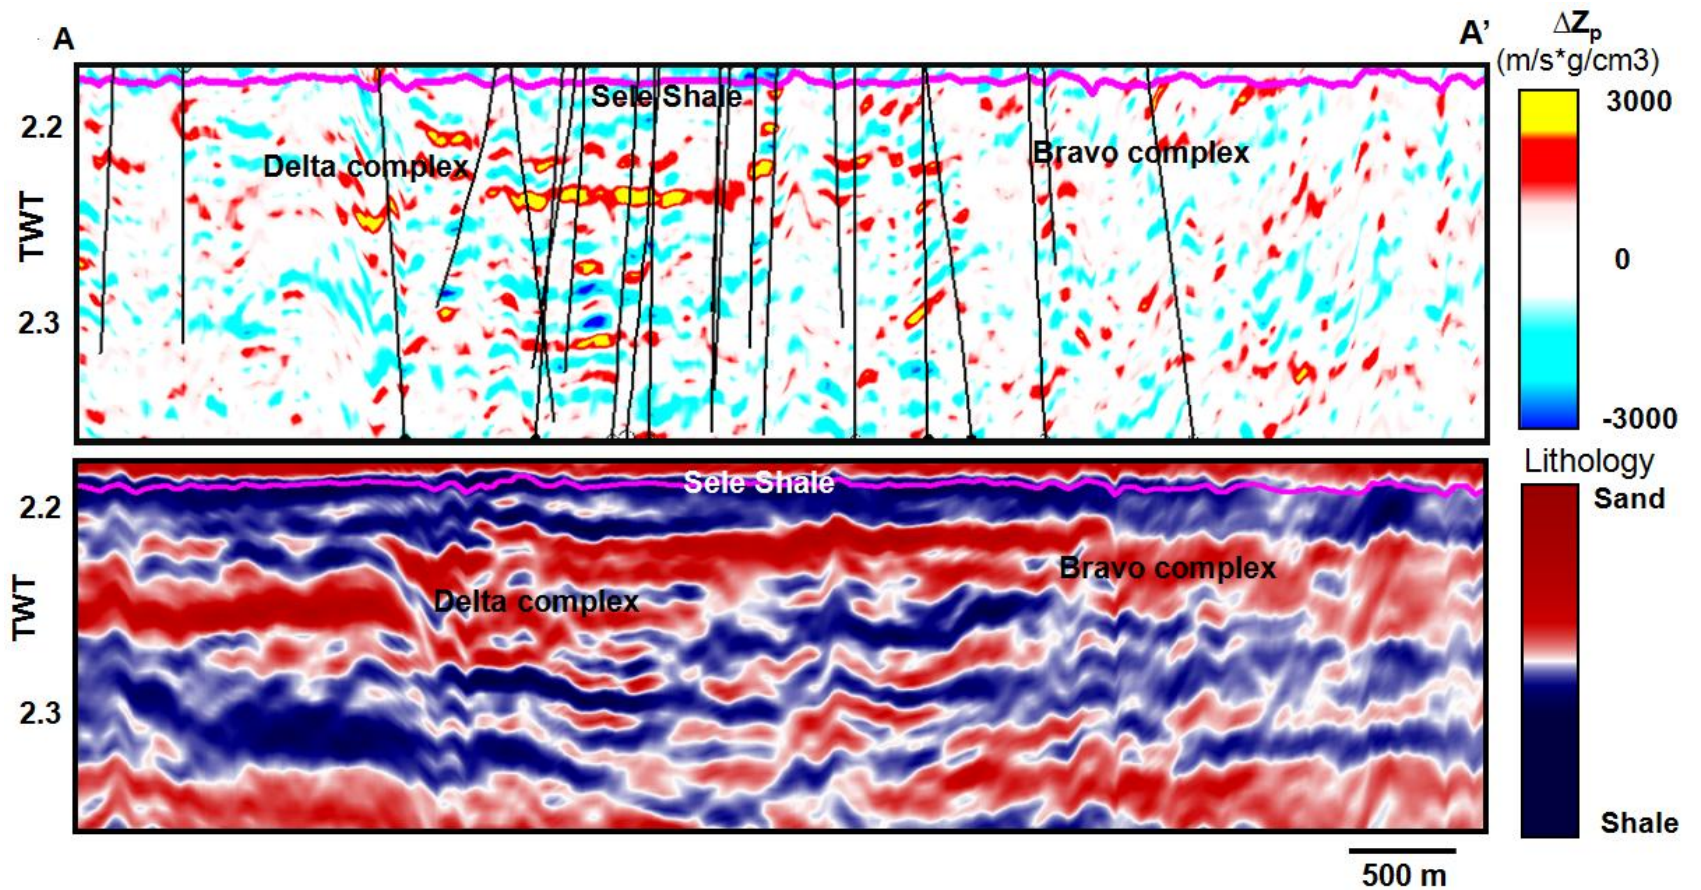 A
A'
ΔZp
(m/s*g/cm3)
3000
0
-3000
TWT
2.2
2.3
Sele Shale
Delta complex
Bravo complex
Lithology
Sand
Shale
TWT
2.2
2.3
Sele Shale
Bravo complex
Delta complex
500 m